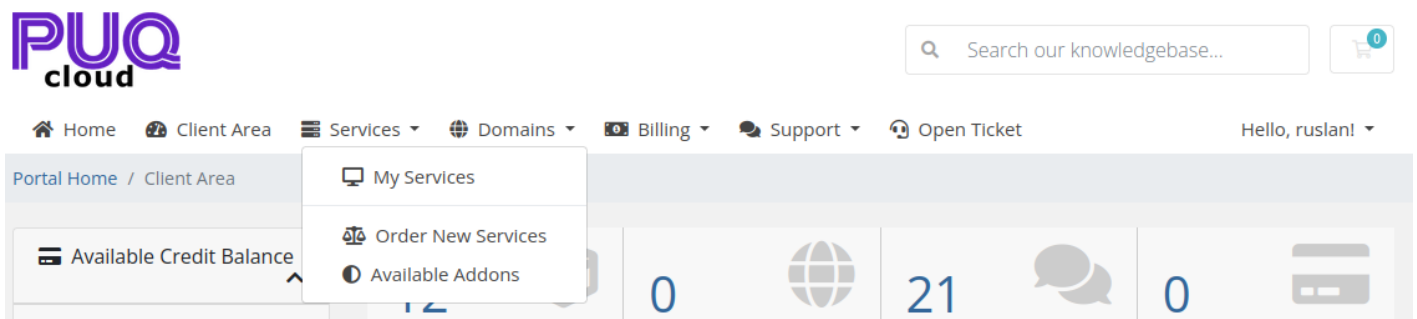 PUQ
cloud
Search our knowledgebase...
0
Home Client Area Services Domains Billing Support Open Ticket Hello, ruslan!
Portal Home / Client Area
My Services
Order New Services
Available Addons
Available Credit Balance
12 0 21 0